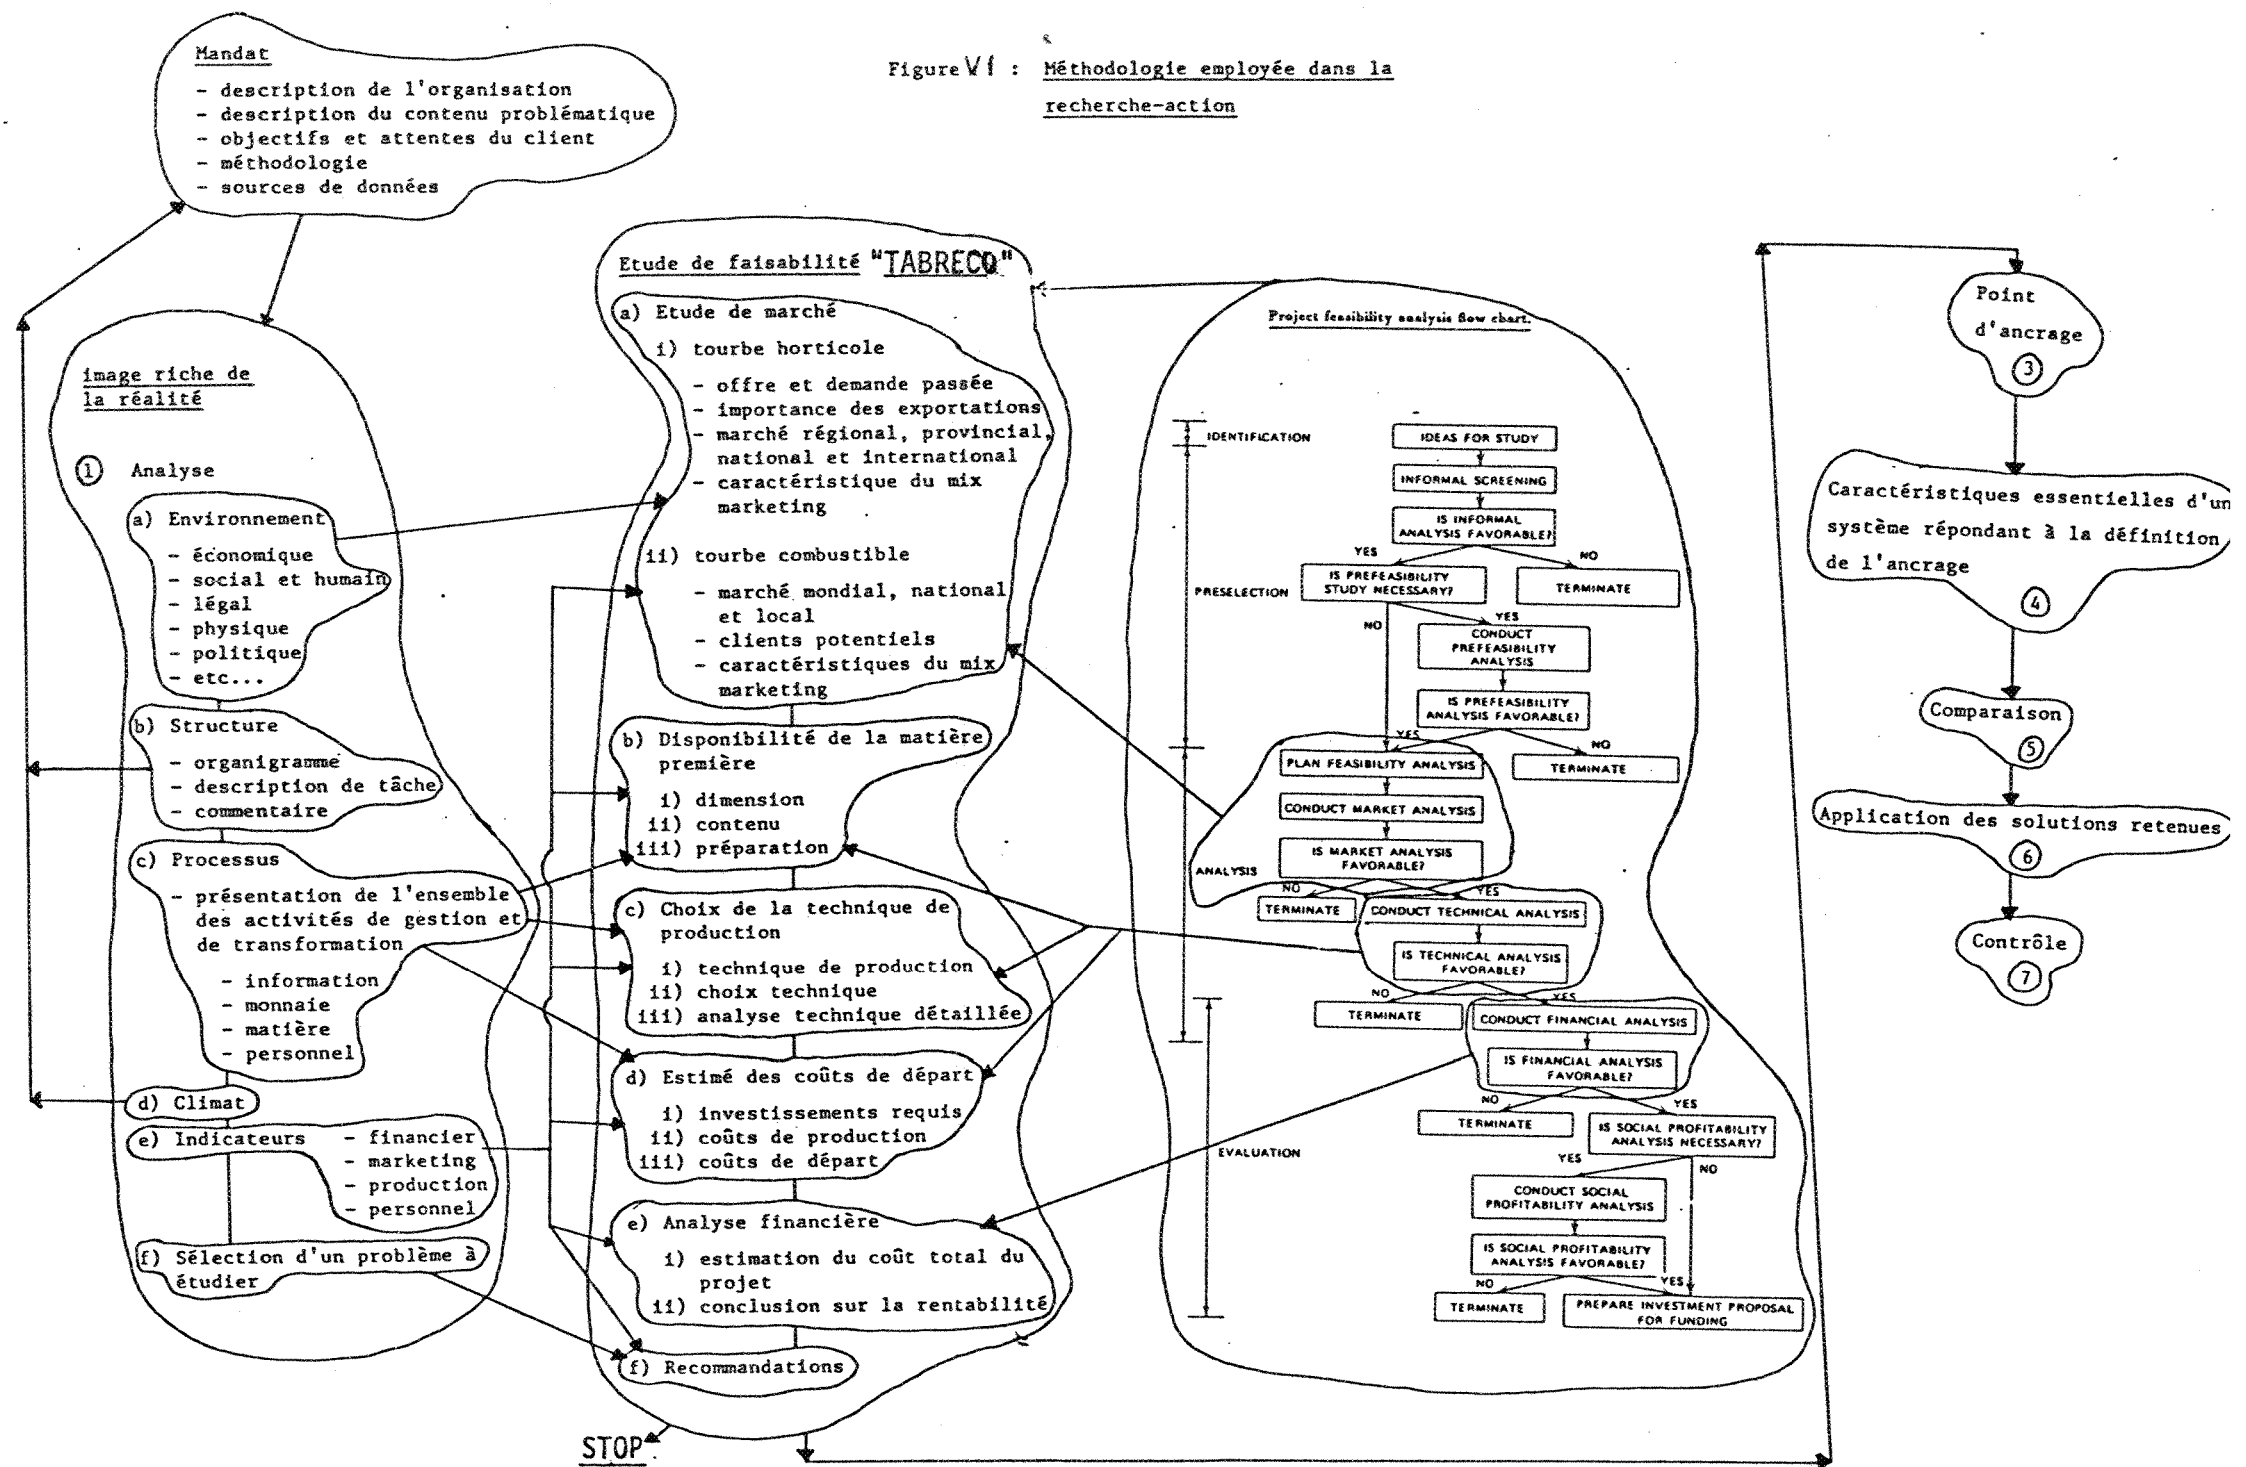 Figure VI : Méthodologie employée dans la
recherche-action
Mandat
- description de l'organisation
- description du contenu problématique
- objectifs et attentes du client
- méthodologie
- sources de données
image riche de
la réalité
1 Analyse
a) Environnement
- économique
- social et humain
- légal
- physique
- politique
- etc...
b) Structure
- organigramme
- description de tâche
- commentaire
c) Processus
- présentation de l'ensemble
des activités de gestion et
de transformation
- information
- monnaie
- matière
- personnel
d) Climat
e) Indicateurs - financier
- marketing
- production
- personnel
f) Sélection d'un problème à
étudier
Etude de faisabilité "TABRECO"
a) Etude de marché
i) tourbe horticole
- offre et demande passée
- importance des exportations
- marché régional, provincial,
national et international
- caractéristique du mix
marketing
ii) tourbe combustible
- marché mondial, national
et local
- clients potentiels
- caractéristiques du mix
marketing
b) Disponibilité de la matière
première
i) dimension
ii) contenu
iii) préparation
c) Choix de la technique de
production
i) technique de production
ii) choix technique
iii) analyse technique détaillée
d) Estimé des coûts de départ
i) investissements requis
ii) coûts de production
iii) coûts de départ
e) Analyse financière
i) estimation du coût total du
projet
ii) conclusion sur la rentabilité
f) Recommandations
STOP
Project feasibility analysis flow chart.
IDENTIFICATION
IDEAS FOR STUDY
INFORMAL SCREENING
IS INFORMAL
ANALYSIS FAVORABLE?
YES
NO
PRESELECTION
IS PREFEASIBILITY
STUDY NECESSARY?
TERMINATE
NO
YES
CONDUCT
PREFEASIBILITY
ANALYSIS
IS PREFEASIBILITY
ANALYSIS FAVORABLE?
YES
NO
PLAN FEASIBILITY ANALYSIS
TERMINATE
CONDUCT MARKET ANALYSIS
IS MARKET ANALYSIS
FAVORABLE?
ANALYSIS
NO
YES
TERMINATE
CONDUCT TECHNICAL ANALYSIS
IS TECHNICAL ANALYSIS
FAVORABLE?
NO
YES
TERMINATE
CONDUCT FINANCIAL ANALYSIS
IS FINANCIAL ANALYSIS
FAVORABLE?
NO
YES
TERMINATE
IS SOCIAL PROFITABILITY
ANALYSIS NECESSARY?
EVALUATION
YES
NO
CONDUCT SOCIAL
PROFITABILITY ANALYSIS
IS SOCIAL PROFITABILITY
ANALYSIS FAVORABLE?
NO
YES
TERMINATE
PREPARE INVESTMENT PROPOSAL
FOR FUNDING
Point
d'ancrage
3
Caractéristiques essentielles d'un
système répondant à la définition
de l'ancrage
4
Comparaison
5
Application des solutions retenues
6
Contrôle
7